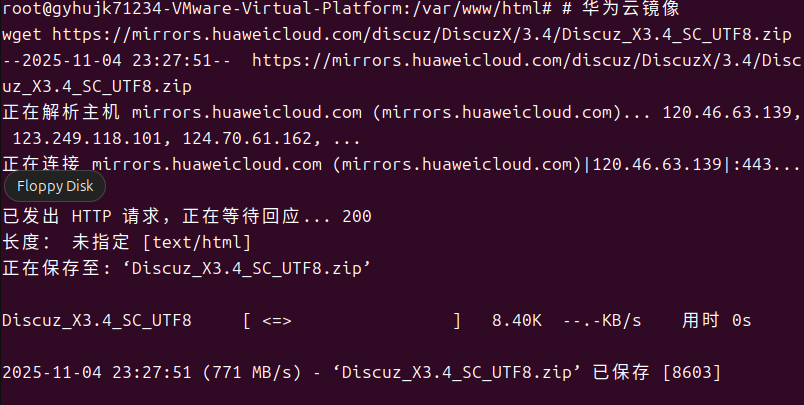 root@gyhujk71234-VMware-Virtual-Platform:/var/www/html# # 华为云镜像
wget https://mirrors.huaweicloud.com/discuz/DiscuzX/3.4/Discuz_X3.4_SC_UTF8.zip
--2025-11-04 23:27:51--  https://mirrors.huaweicloud.com/discuz/DiscuzX/3.4/Disc
uz_X3.4_SC_UTF8.zip
正在解析主机 mirrors.huaweicloud.com (mirrors.huaweicloud.com)... 120.46.63.139,
 123.249.118.101, 124.70.61.162, ...
正在连接 mirrors.huaweicloud.com (mirrors.huaweicloud.com)|120.46.63.139|:443...
Floppy Disk
已发出 HTTP 请求，正在等待回应... 200
长度： 未指定 [text/html]
正在保存至: ‘Discuz_X3.4_SC_UTF8.zip’
Discuz_X3.4_SC_UTF8     [ <=>                ]   8.40K  --.-KB/s    用时 0s
2025-11-04 23:27:51 (771 MB/s) - ‘Discuz_X3.4_SC_UTF8.zip’ 已保存 [8603]